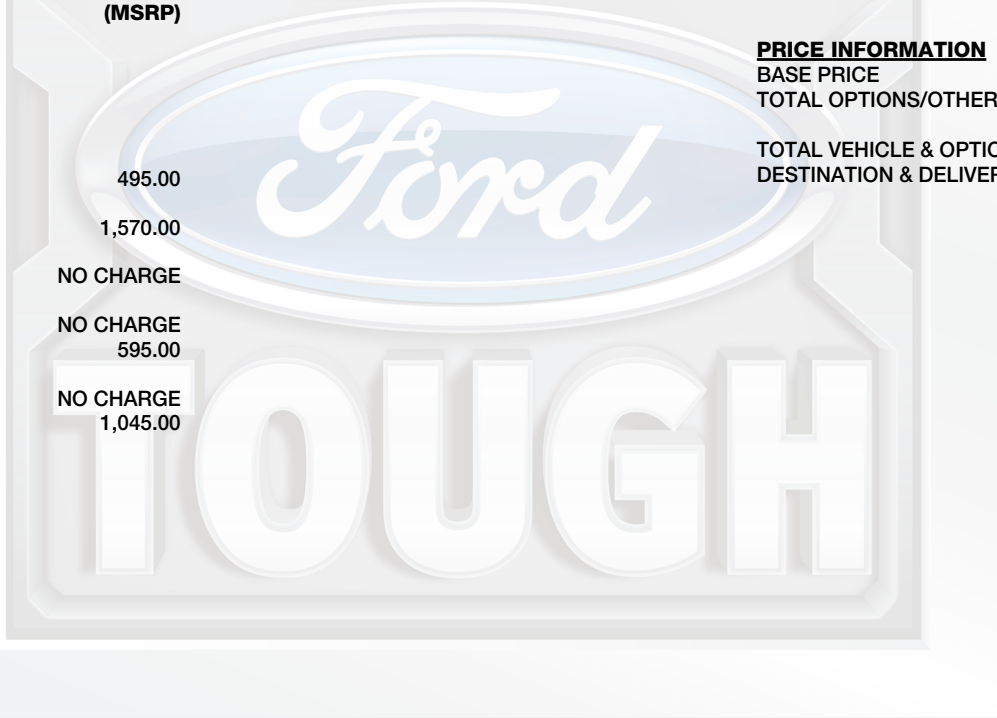 (MSRP)
495.00
1,570.00
NO CHARGE
NO CHARGE
595.00
NO CHARGE
1,045.00
PRICE INFORMATION
BASE PRICE
TOTAL OPTIONS/OTHER
TOTAL VEHICLE & OPTIO
DESTINATION & DELIVER
Ford
TOUGH